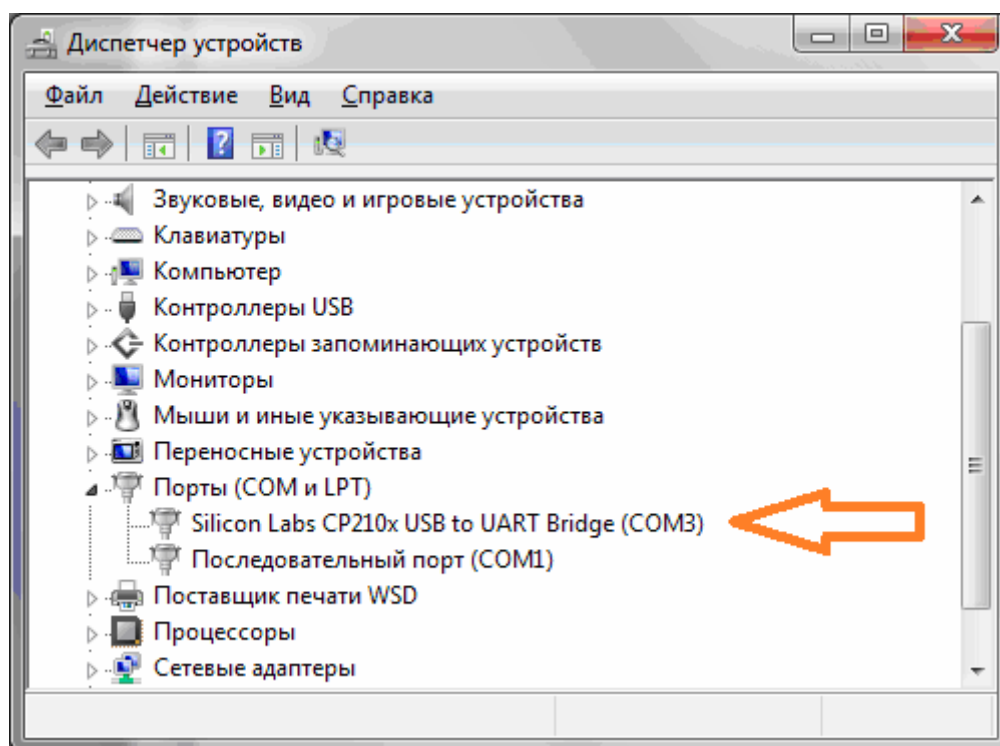 Диспетчер устройств
Файл Действие Вид Справка
Звуковые, видео и игровые устройства
Клавиатуры
Компьютер
Контроллеры USB
Контроллеры запоминающих устройств
Мониторы
Мыши и иные указывающие устройства
Переносные устройства
Порты (COM и LPT)
Silicon Labs CP210x USB to UART Bridge (COM3)
Последовательный порт (COM1)
Поставщик печати WSD
Процессоры
Сетевые адаптеры